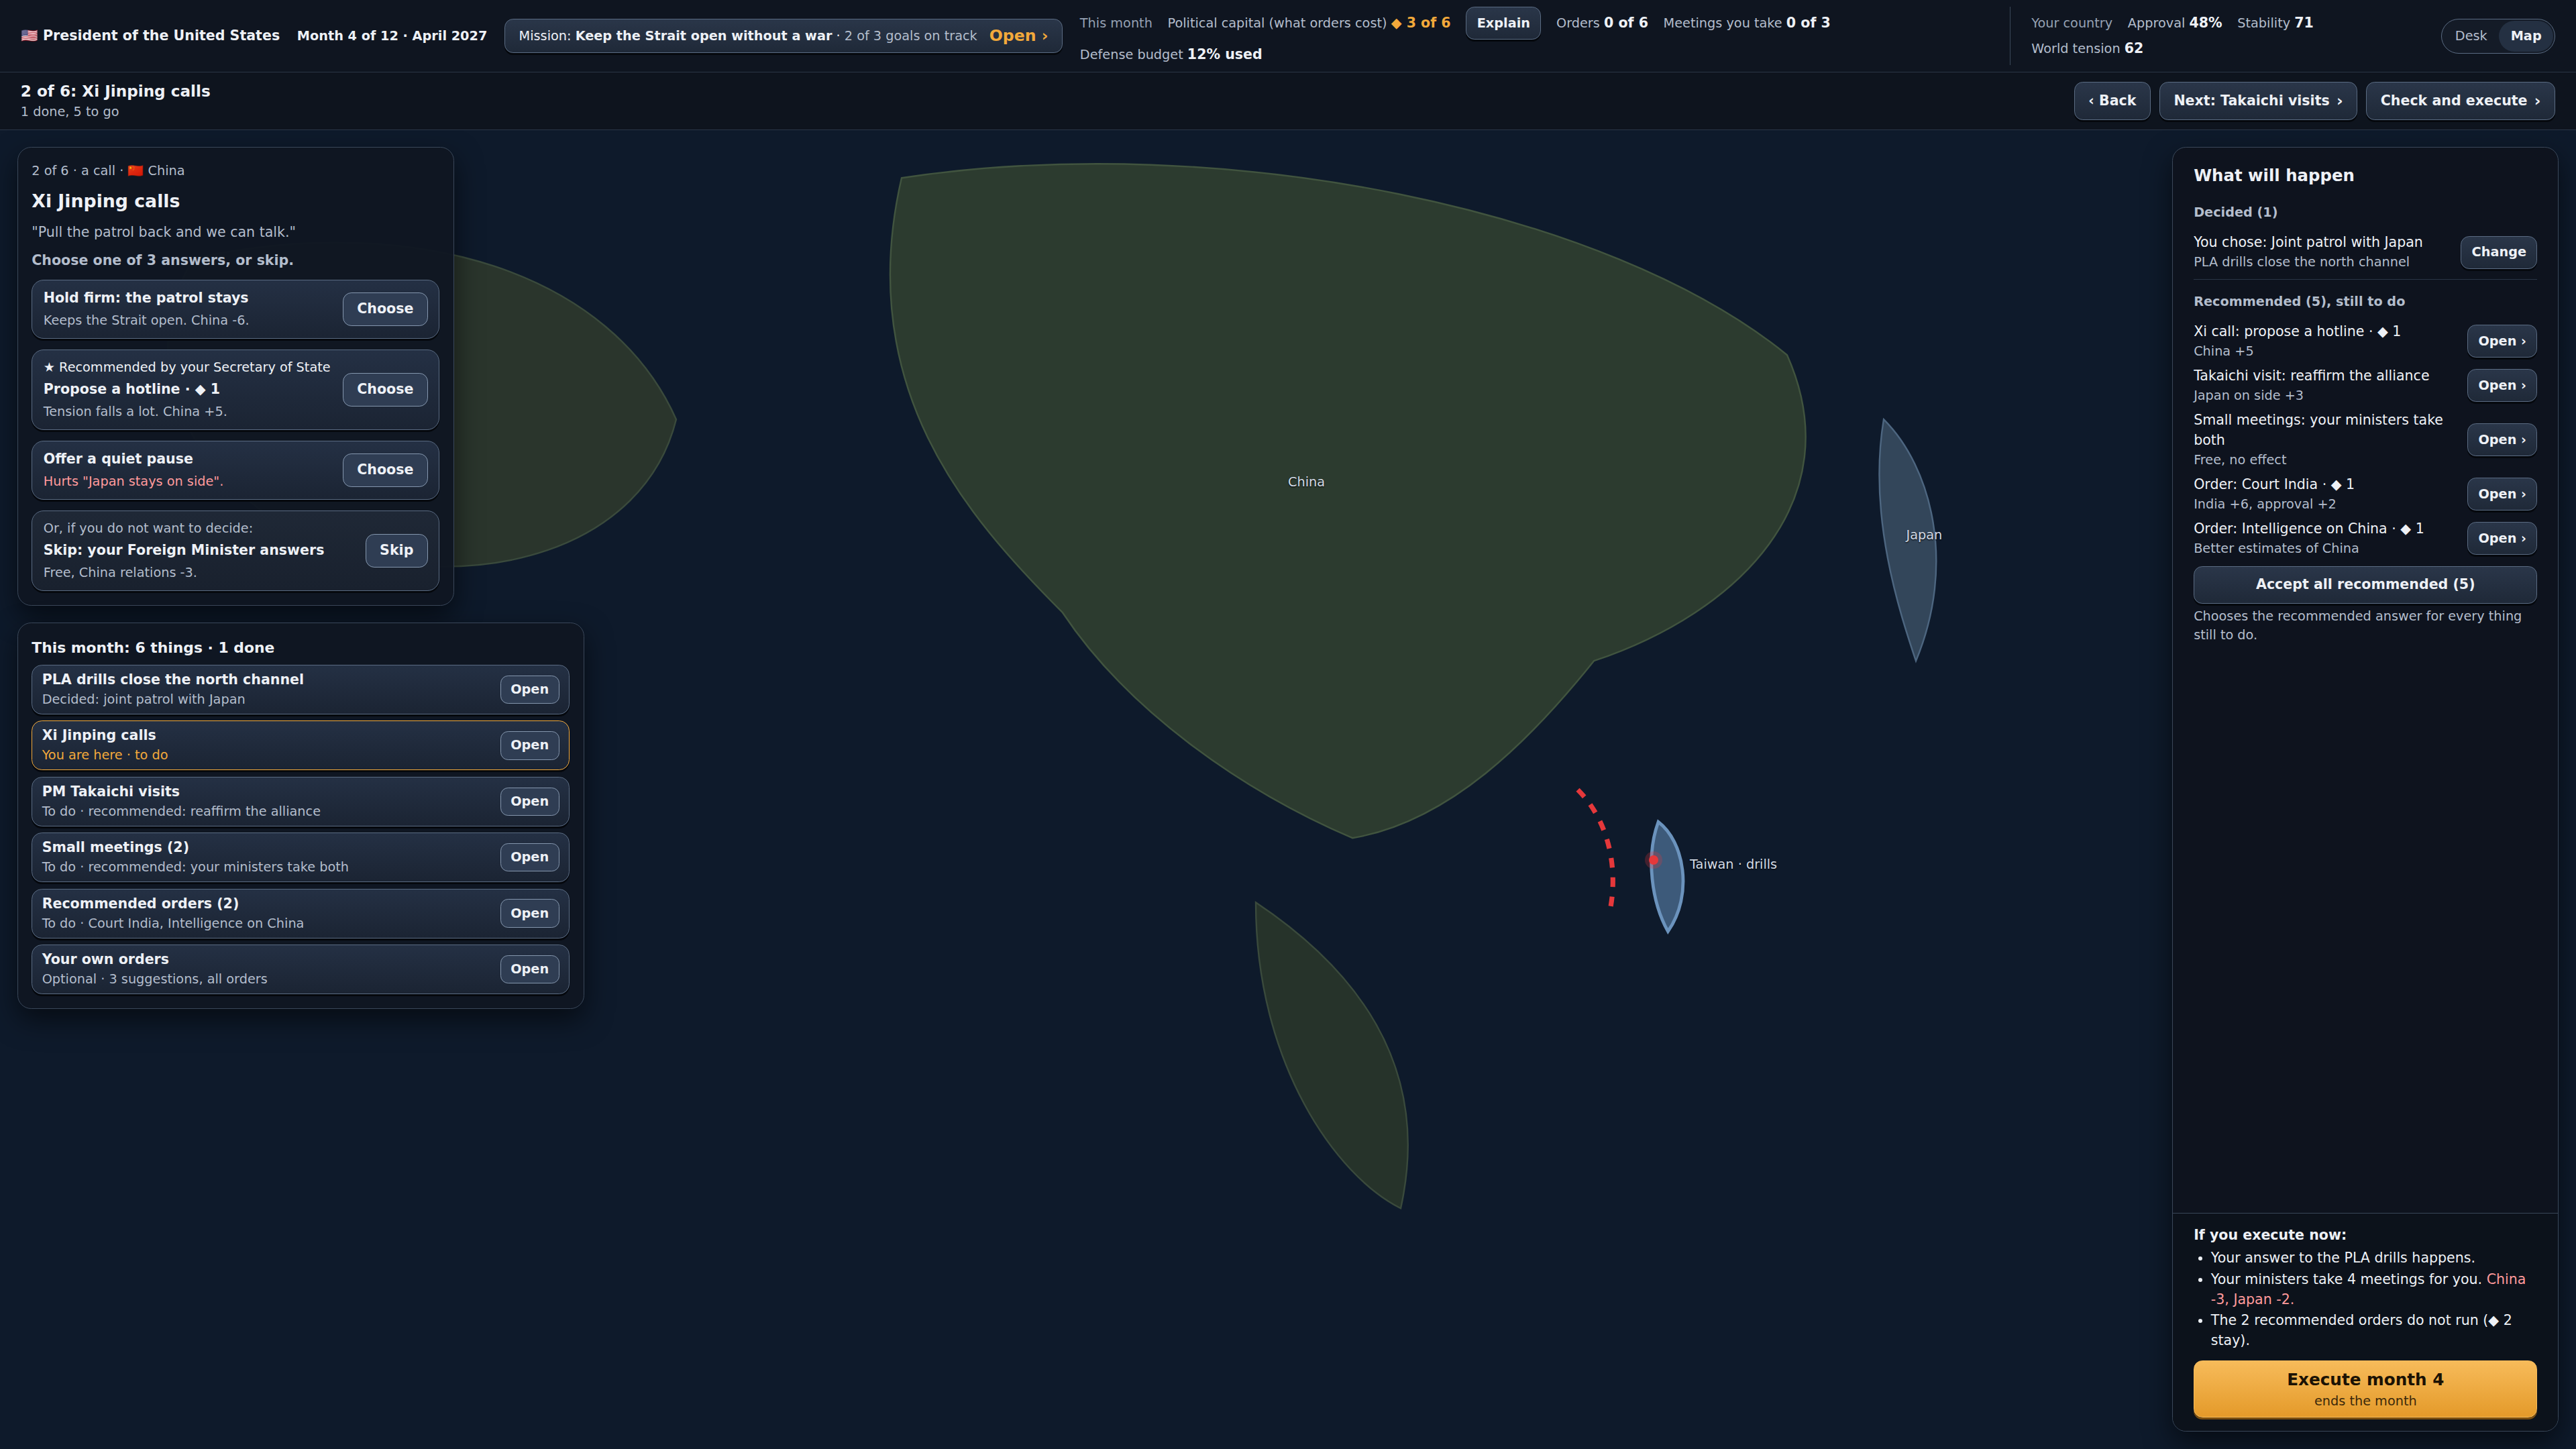 🇺🇸 President of the United States
Month 4 of 12 · April 2027
Mission: Keep the Strait open without a war · 2 of 3 goals on track Open ›
This month Political capital (what orders cost) ◆ 3 of 6 Explain Orders 0 of 6 Meetings you take 0 of 3
Defense budget 12% used
Your country Approval 48% Stability 71
World tension 62
Desk Map
2 of 6: Xi Jinping calls
1 done, 5 to go
‹ Back
Next: Takaichi visits ›
Check and execute ›
2 of 6 · a call · 🇨🇳 China
Xi Jinping calls
"Pull the patrol back and we can talk."
Choose one of 3 answers, or skip.
Hold firm: the patrol stays
Keeps the Strait open. China -6.
Choose
★ Recommended by your Secretary of State
Propose a hotline · ◆ 1
Tension falls a lot. China +5.
Choose
Offer a quiet pause
Hurts "Japan stays on side".
Choose
Or, if you do not want to decide:
Skip: your Foreign Minister answers
Free, China relations -3.
Skip
This month: 6 things · 1 done
PLA drills close the north channel
Decided: joint patrol with Japan
Open
Xi Jinping calls
You are here · to do
Open
PM Takaichi visits
To do · recommended: reaffirm the alliance
Open
Small meetings (2)
To do · recommended: your ministers take both
Open
Recommended orders (2)
To do · Court India, Intelligence on China
Open
Your own orders
Optional · 3 suggestions, all orders
Open
China
Japan
Taiwan · drills
What will happen
Decided (1)
You chose: Joint patrol with Japan
PLA drills close the north channel
Change
Recommended (5), still to do
Xi call: propose a hotline · ◆ 1
China +5
Open ›
Takaichi visit: reaffirm the alliance
Japan on side +3
Open ›
Small meetings: your ministers take
both
Free, no effect
Open ›
Order: Court India · ◆ 1
India +6, approval +2
Open ›
Order: Intelligence on China · ◆ 1
Better estimates of China
Open ›
Accept all recommended (5)
Chooses the recommended answer for every thing
still to do.
If you execute now:
• Your answer to the PLA drills happens.
• Your ministers take 4 meetings for you. China
-3, Japan -2.
• The 2 recommended orders do not run (◆ 2
stay).
Execute month 4
ends the month